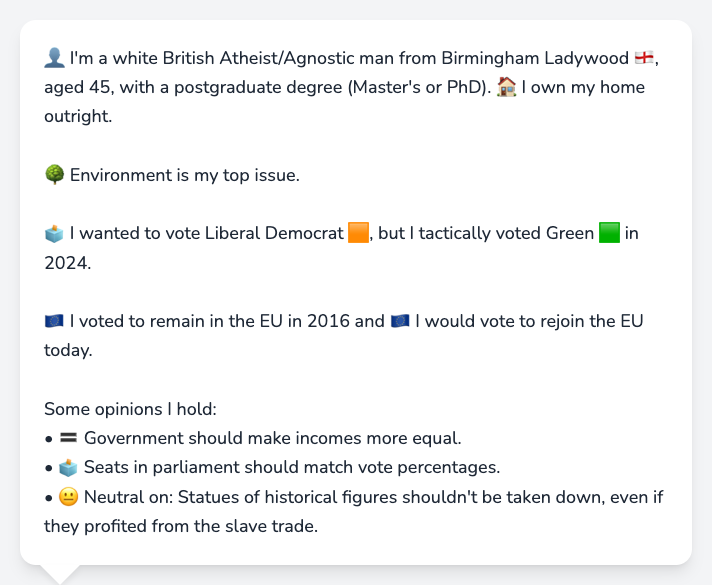 👤 I'm a white British Atheist/Agnostic man from Birmingham Ladywood 🏴󠁧󠁢󠁥󠁮󠁧󠁿,
aged 45, with a postgraduate degree (Master's or PhD). 🏠 I own my home
outright.
🌳 Environment is my top issue.
🗳️ I wanted to vote Liberal Democrat 🟧, but I tactically voted Green 🟩 in
2024.
🇪🇺 I voted to remain in the EU in 2016 and 🇪🇺 I would vote to rejoin the EU
today.
Some opinions I hold:
• 🟰 Government should make incomes more equal.
• 🗳️ Seats in parliament should match vote percentages.
• 😐 Neutral on: Statues of historical figures shouldn't be taken down, even if
they profited from the slave trade.